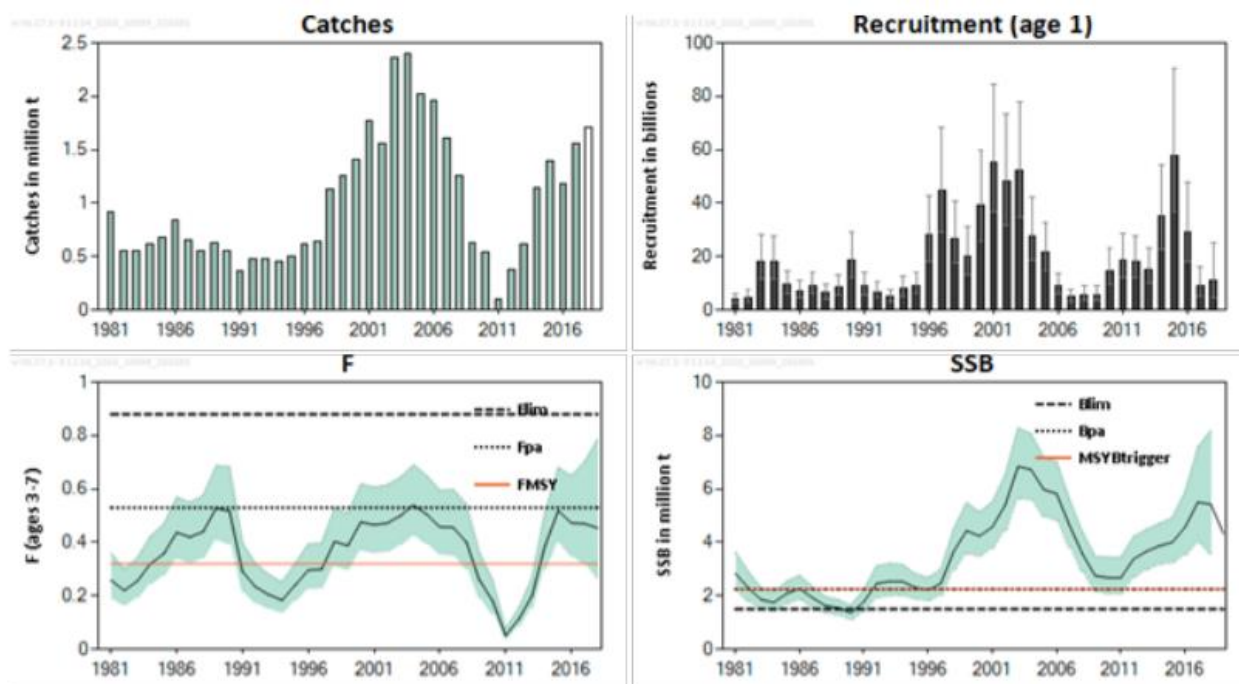 Catches
Catches in million t
2.5
2
1.5
1
0.5
0
1981 1986 1991 1996 2001 2006 2011 2016
Recruitment (age 1)
Recruitment in billions
100
80
60
40
20
0
1981 1986 1991 1996 2001 2006 2011 2016
F
F (ages 3-7)
1
0.8
0.6
0.4
0.2
0
Fpa
FMSY
1981 1986 1991 1996 2001 2006 2011 2016
SSB
SSB in million t
10
8
6
4
2
0
Blim
Bpa
MSYBtrigger
1981 1986 1991 1996 2001 2006 2011 2016